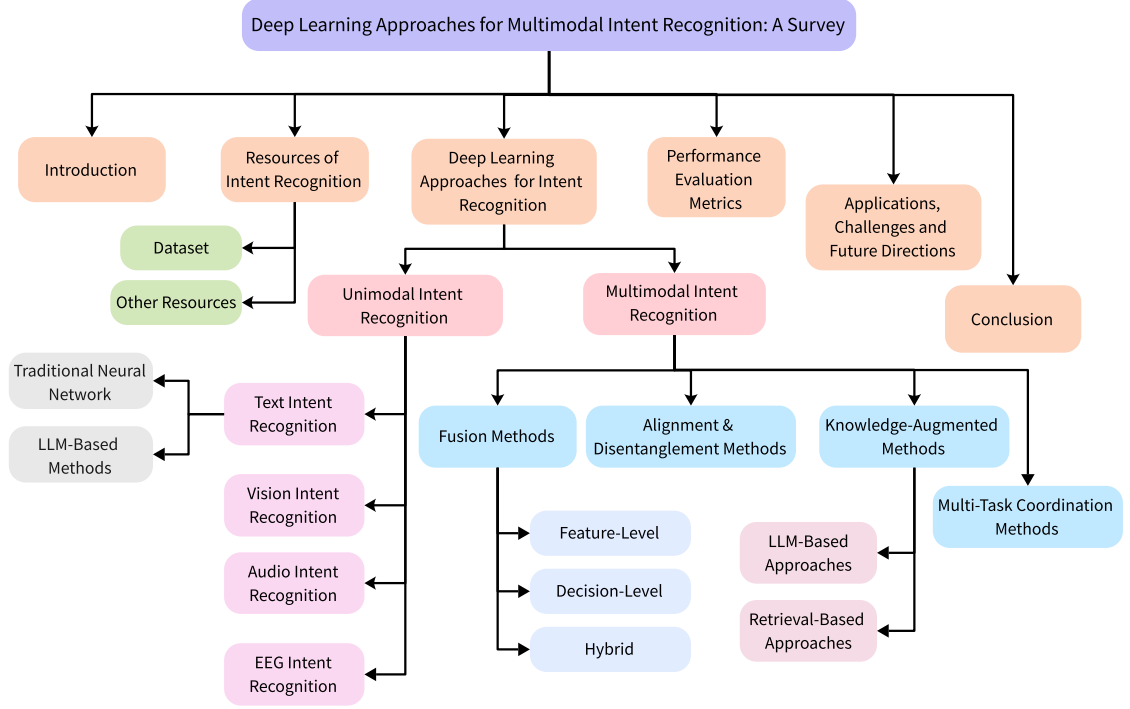 Deep Learning Approaches for Multimodal Intent Recognition: A Survey
Introduction
Resources of
Intent Recognition
Deep Learning
Approaches for Intent
Recognition
Performance
Evaluation
Metrics
Applications,
Challenges and
Future Directions
Conclusion
Dataset
Other Resources
Unimodal Intent
Recognition
Multimodal Intent
Recognition
Traditional Neural
Network
LLM-Based
Methods
Text Intent
Recognition
Vision Intent
Recognition
Audio Intent
Recognition
EEG Intent
Recognition
Fusion Methods
Alignment &
Disentanglement Methods
Knowledge-Augmented
Methods
Multi-Task Coordination
Methods
Feature-Level
Decision-Level
Hybrid
LLM-Based
Approaches
Retrieval-Based
Approaches